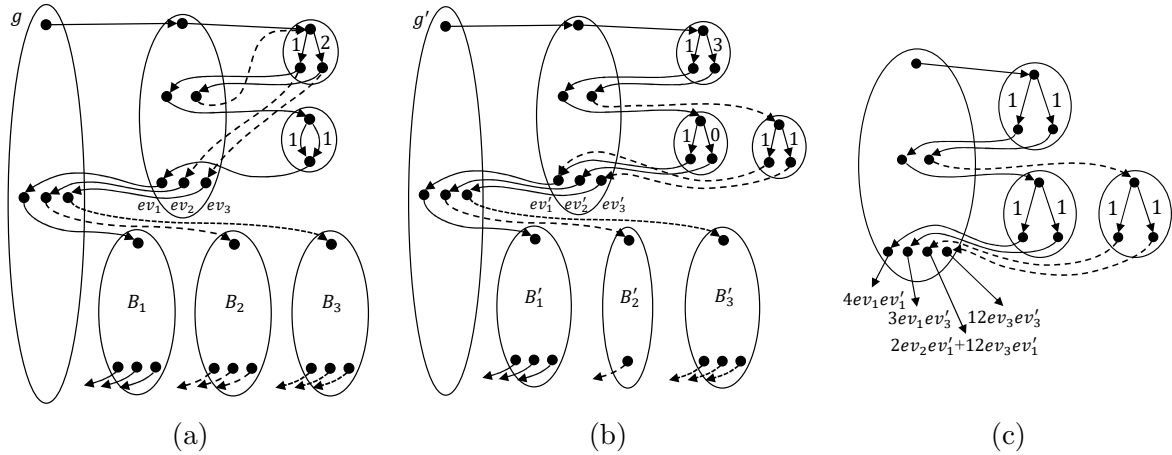 g
1 2
1 1
ev₁ ev₂ ev₃
B₁ B₂ B₃
(a)
g′
1 3
1 0
1 1
ev′₁ ev′₂ ev′₃
B′₁ B′₂ B′₃
(b)
1 1
1 1
1 1
4ev₁ev′₁
3ev₁ev′₃ 12ev₃ev′₃
2ev₂ev′₁+12ev₃ev′₁
(c)